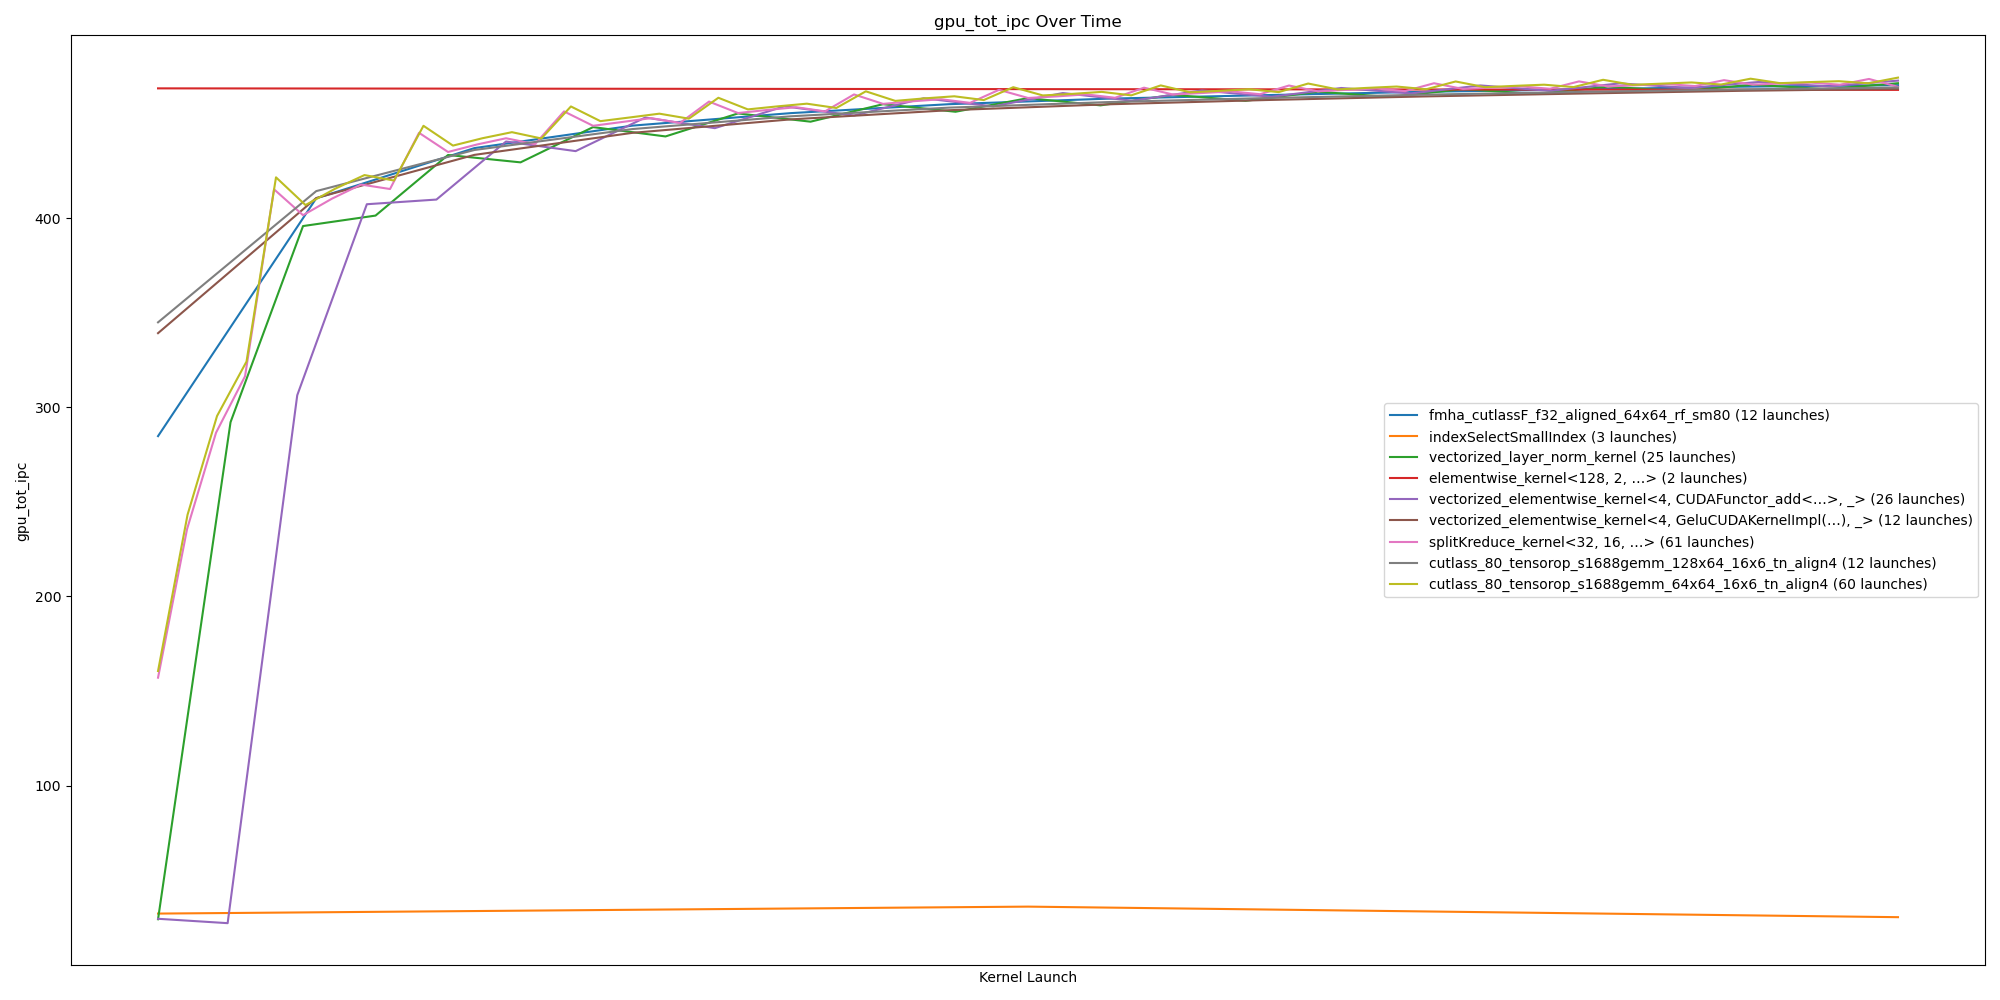 gpu_tot_ipc Over Time
400
300
200
100
gpu_tot_ipc
fmha_cutlassF_f32_aligned_64x64_rf_sm80 (12 launches)
indexSelectSmallIndex (3 launches)
vectorized_layer_norm_kernel (25 launches)
elementwise_kernel<128, 2, ...> (2 launches)
vectorized_elementwise_kernel<4, CUDAFunctor_add<...>, _> (26 launches)
vectorized_elementwise_kernel<4, GeluCUDAKernelImpl(...), _> (12 launches)
splitKreduce_kernel<32, 16, ...> (61 launches)
cutlass_80_tensorop_s1688gemm_128x64_16x6_tn_align4 (12 launches)
cutlass_80_tensorop_s1688gemm_64x64_16x6_tn_align4 (60 launches)
Kernel Launch